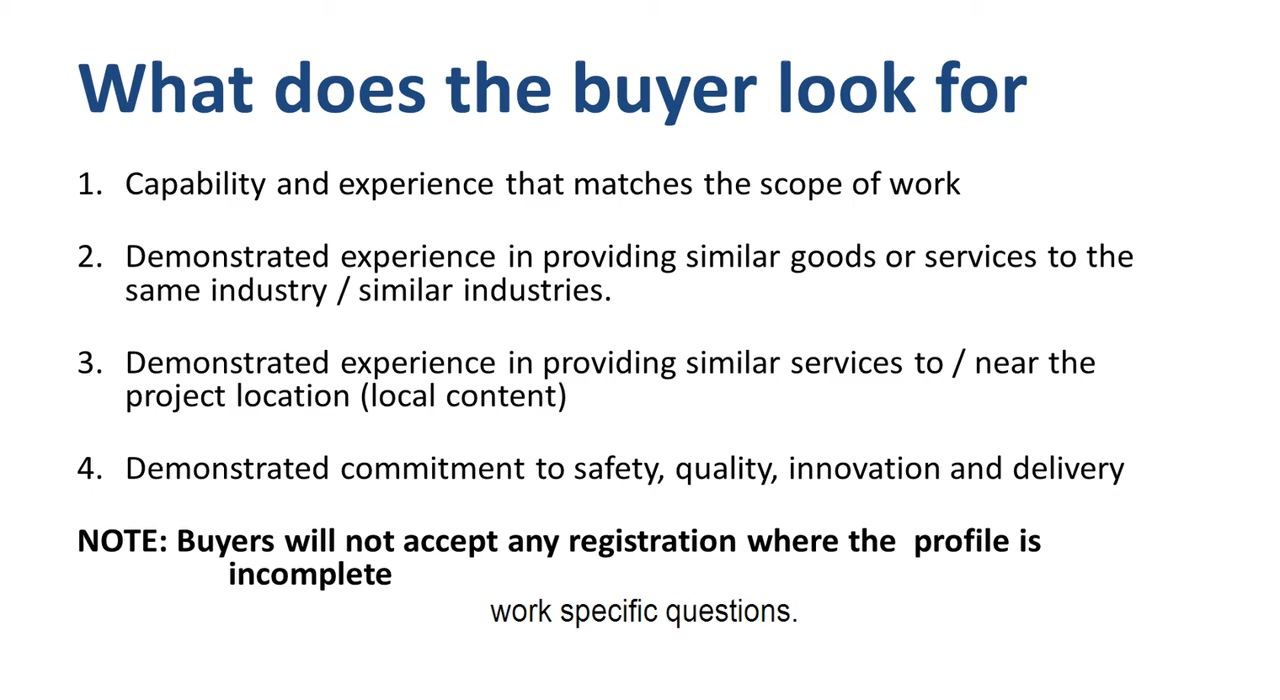 What does the buyer look for
1. Capability and experience that matches the scope of work
2. Demonstrated experience in providing similar goods or services to the
same industry / similar industries.
3. Demonstrated experience in providing similar services to / near the
project location (local content)
4. Demonstrated commitment to safety, quality, innovation and delivery
NOTE: Buyers will not accept any registration where the profile is
incomplete
work specific questions.